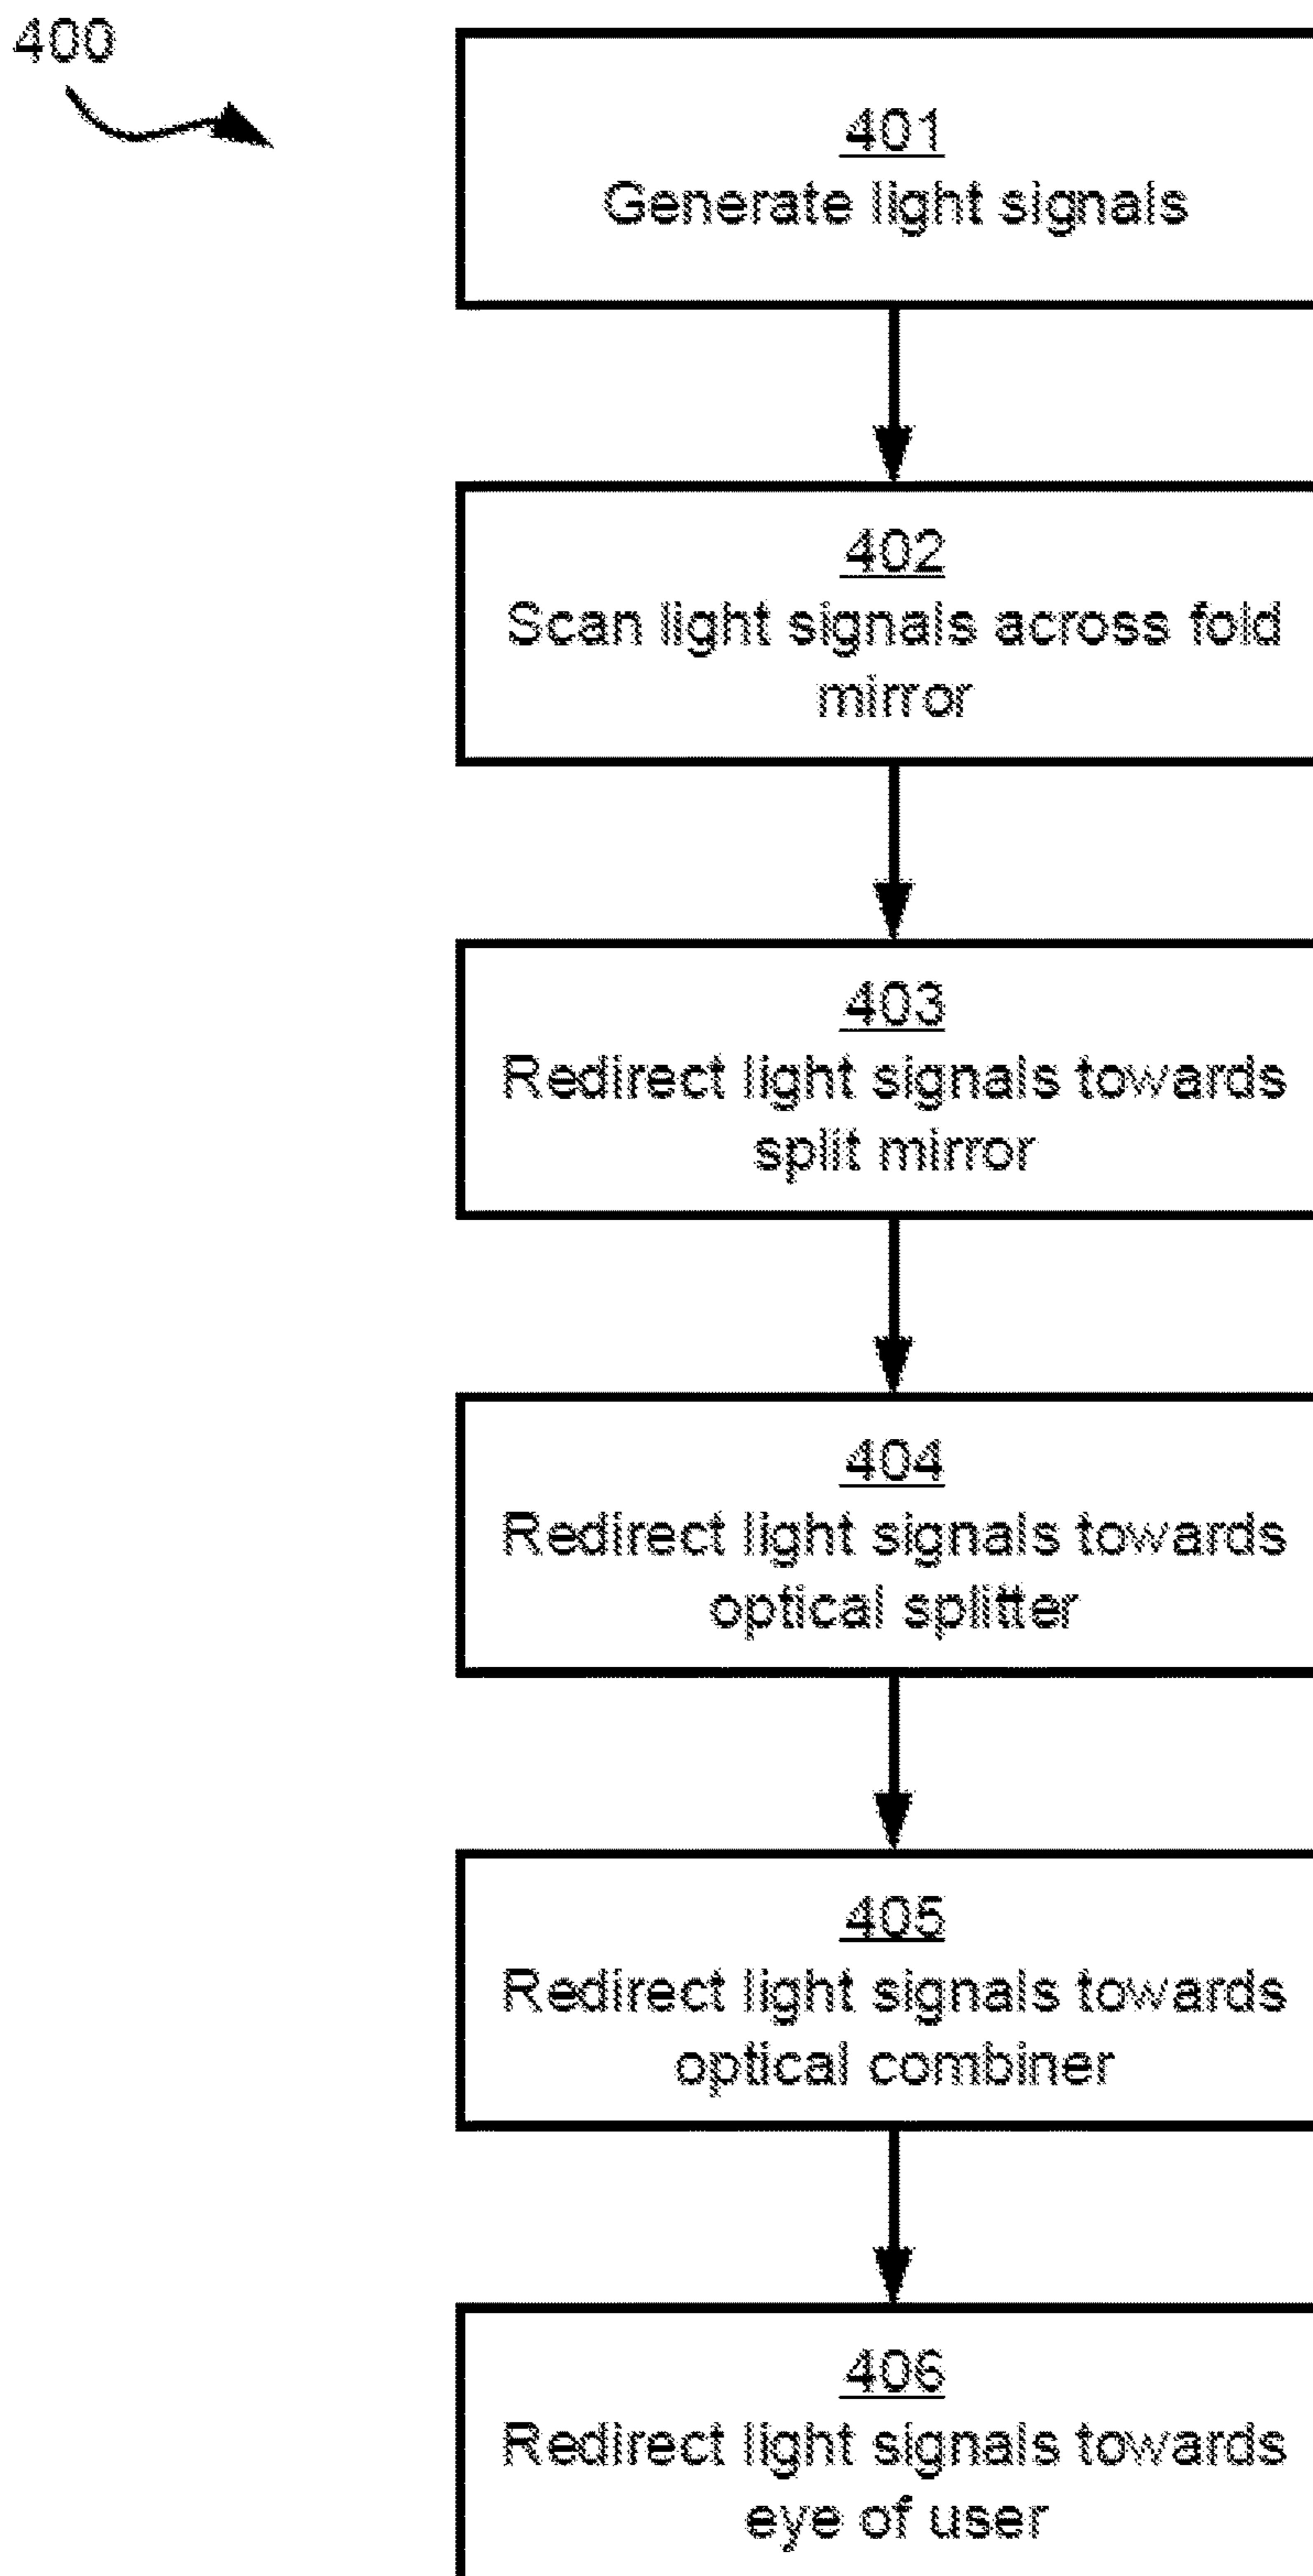 400
401
Generate light signals
402
Scan light signals across fold
mirror
403
Redirect light signals towards
split mirror
404
Redirect light signals towards
optical splitter
405
Redirect light signals towards
optical combiner
406
Redirect light signals towards
eye of user